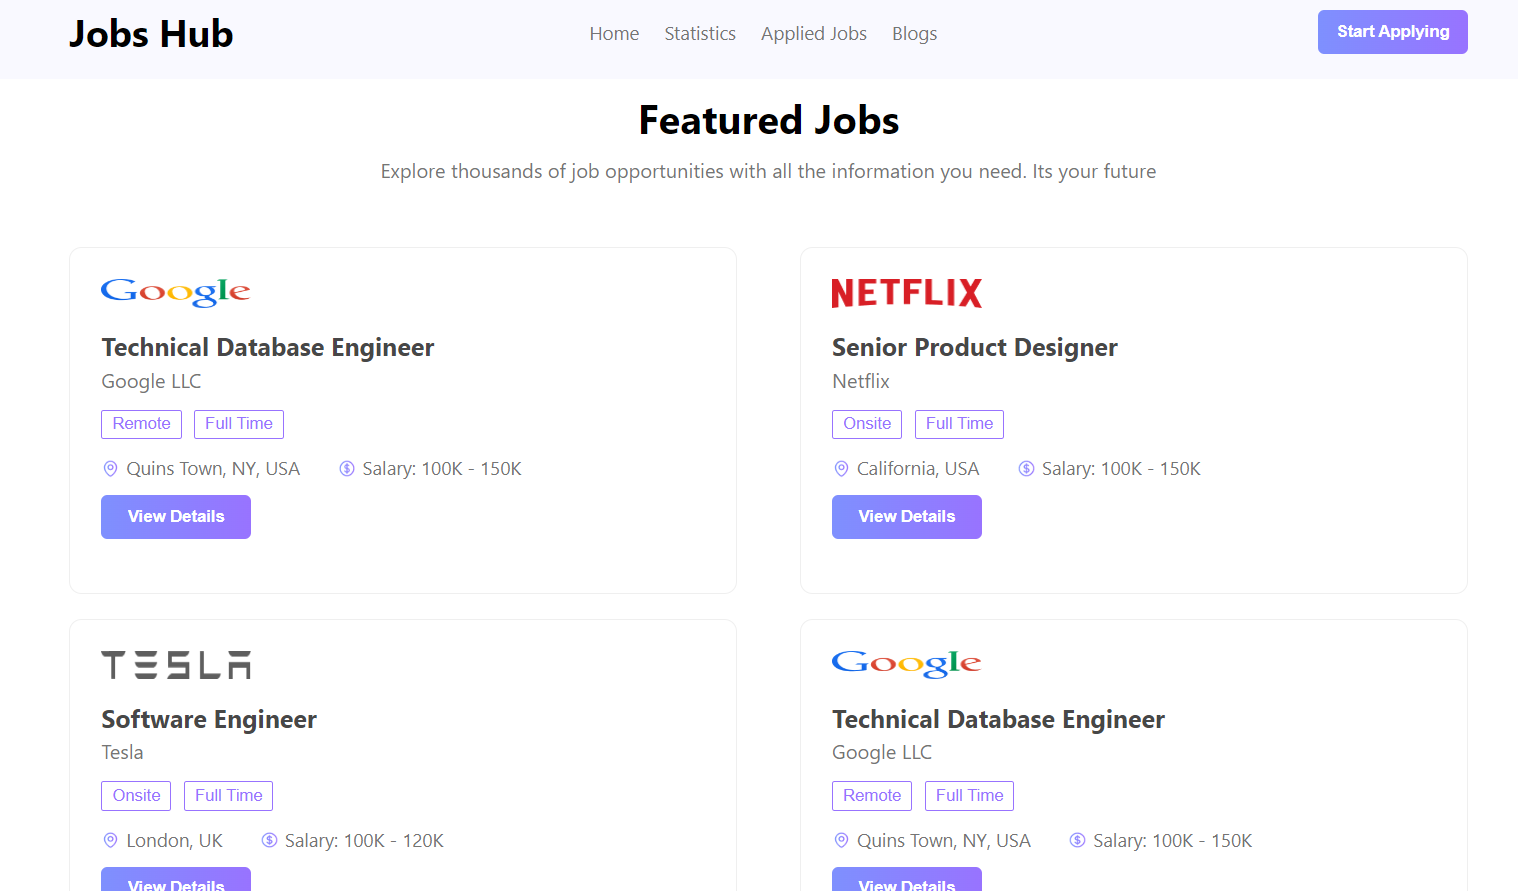 Jobs Hub Home Statistics Applied Jobs Blogs Start Applying
Featured Jobs
Explore thousands of job opportunities with all the information you need. Its your future
Google
Technical Database Engineer
Google LLC
Remote Full Time
Quins Town, NY, USA $ Salary: 100K - 150K
View Details
NETFLIX
Senior Product Designer
Netflix
Onsite Full Time
California, USA $ Salary: 100K - 150K
View Details
TESLA
Software Engineer
Tesla
Onsite Full Time
London, UK $ Salary: 100K - 120K
View Details
Google
Technical Database Engineer
Google LLC
Remote Full Time
Quins Town, NY, USA $ Salary: 100K - 150K
View Details